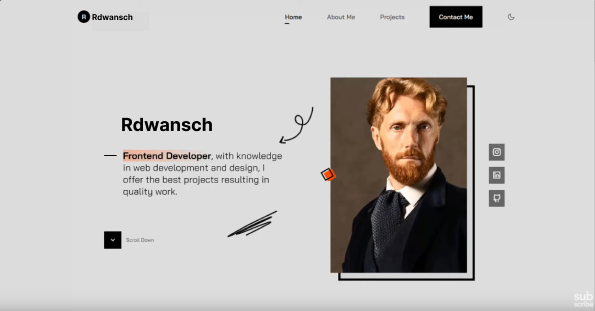 R Rdwansch
Home About Me Projects Contact Me
Rdwansch
Frontend Developer, with knowledge
in web development and design, I
offer the best projects resulting in
quality work.
Scroll Down
sub
scribe